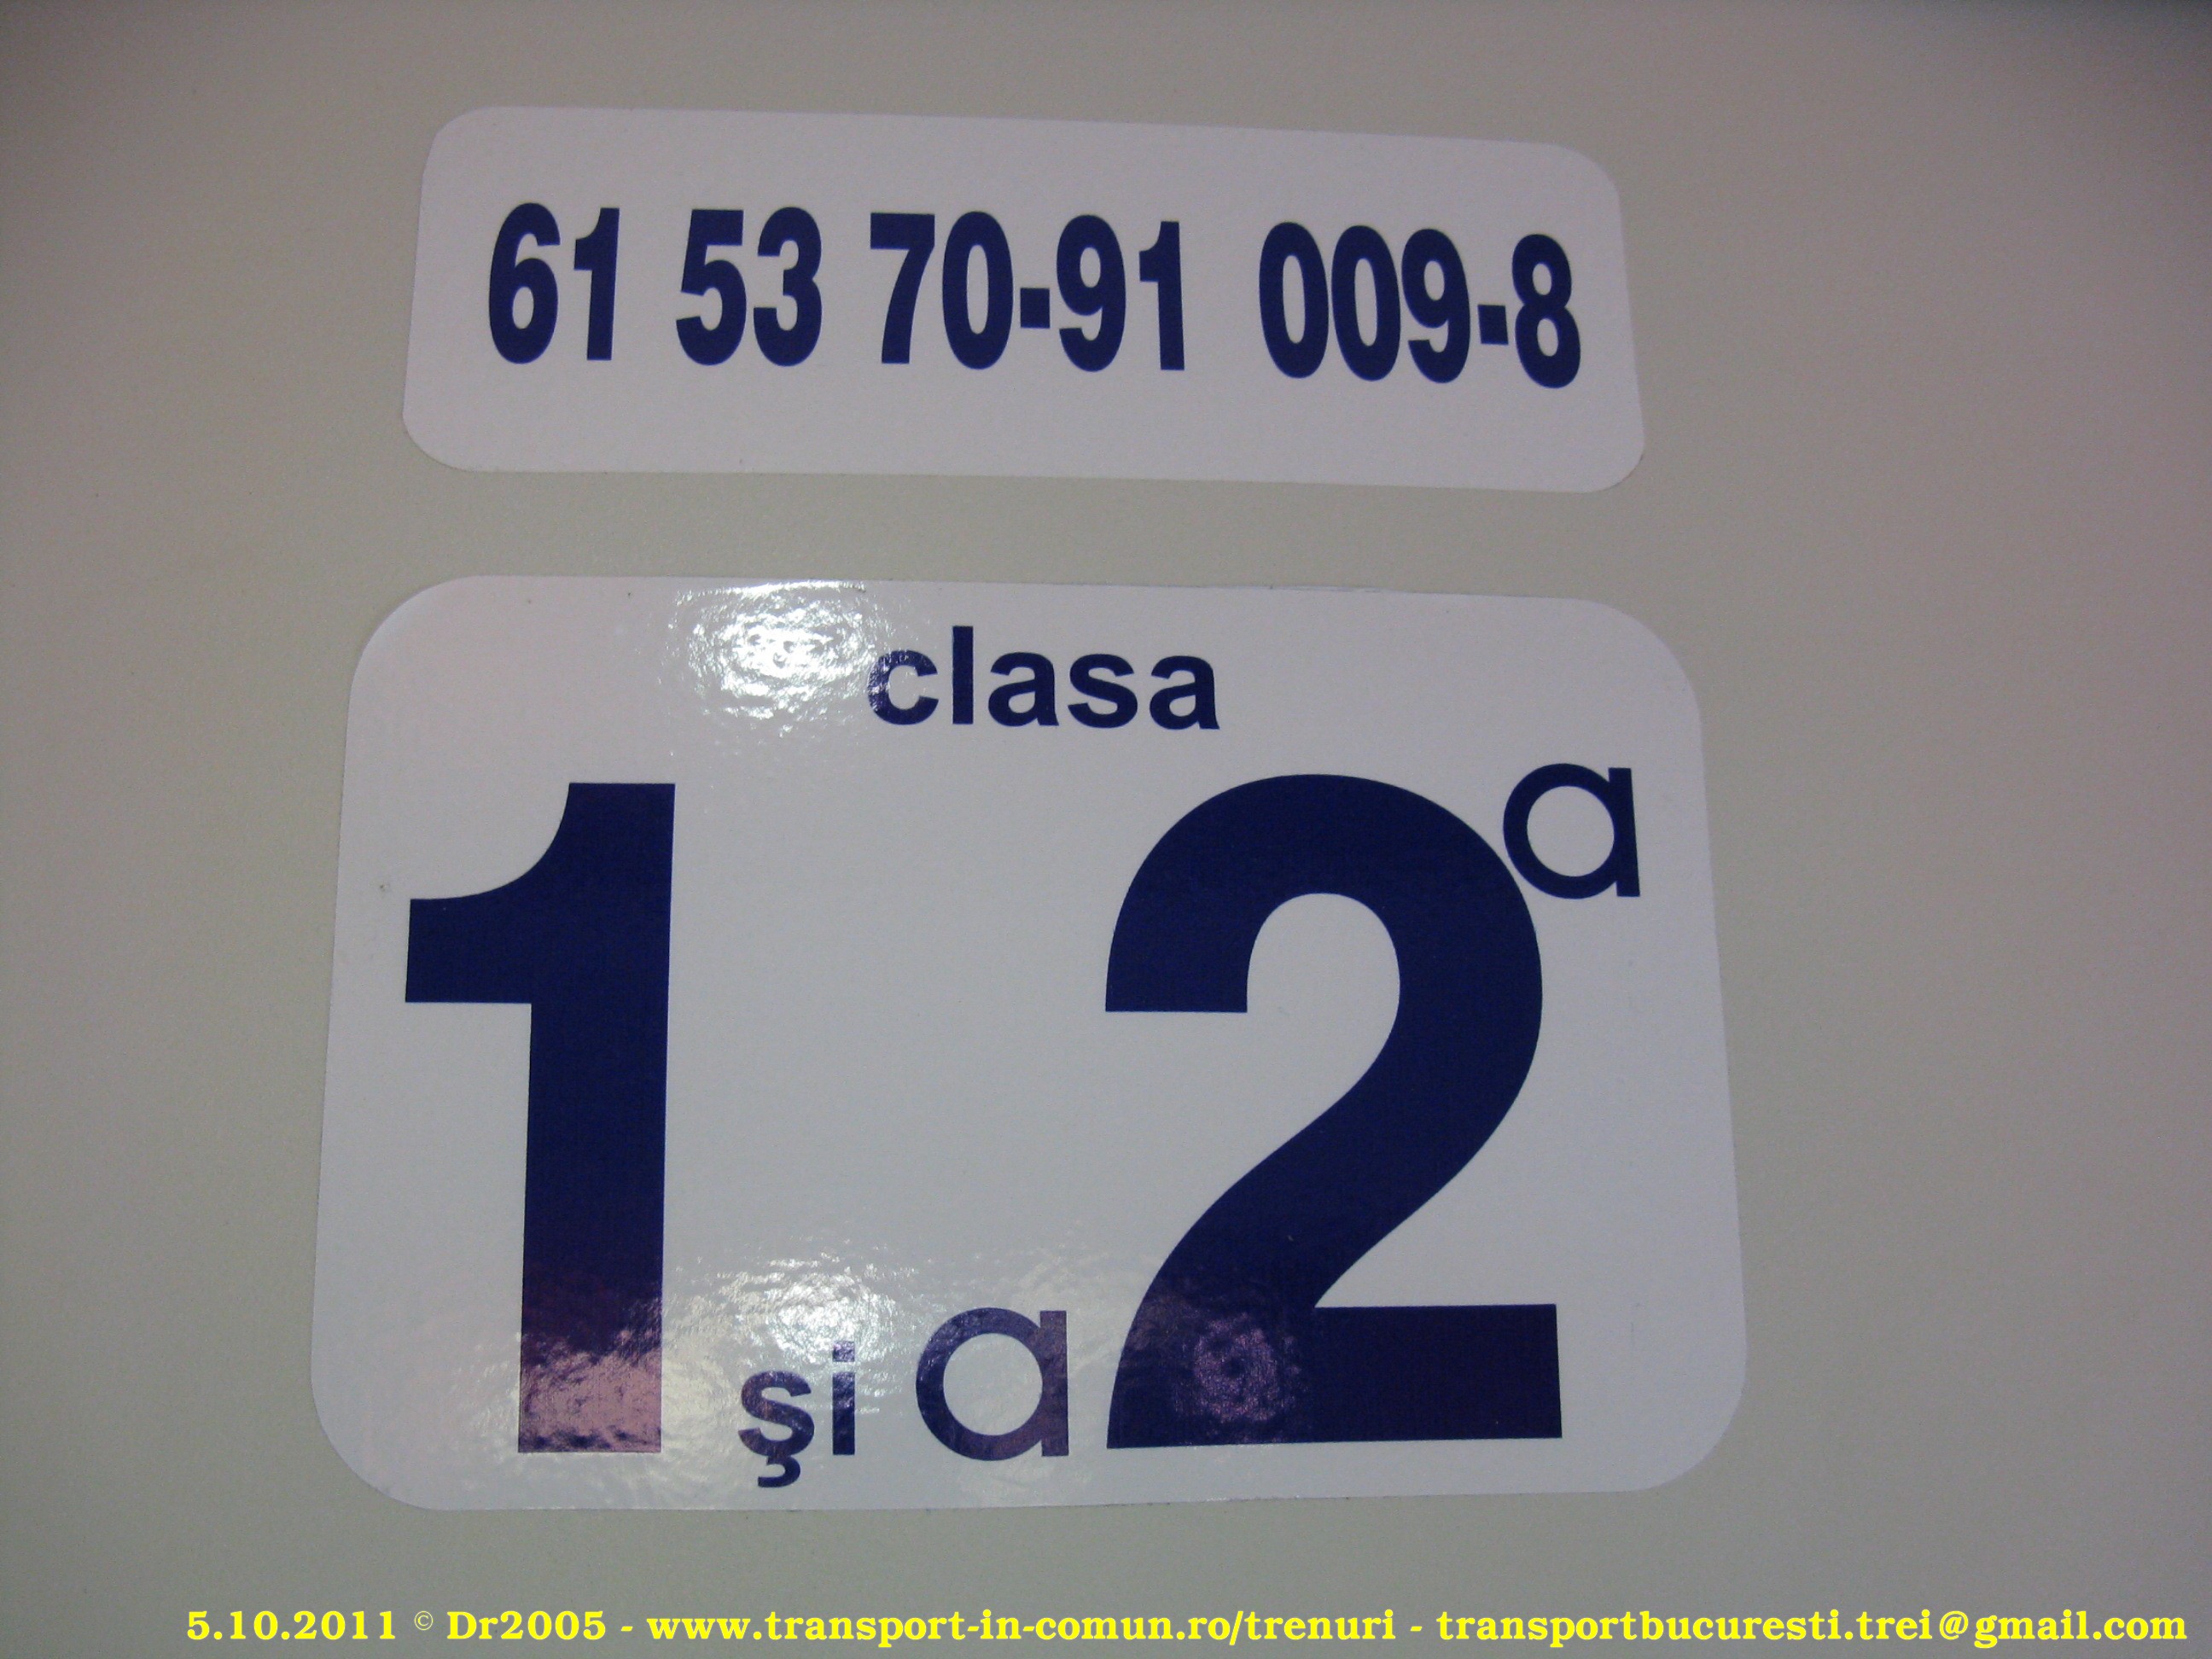 61 53 70-91 009-8
clasa
1 și a 2a
5.10.2011 © Dr2005 - www.transport-in-comun.ro/trenuri - transportbucuresti.trei@gmail.com